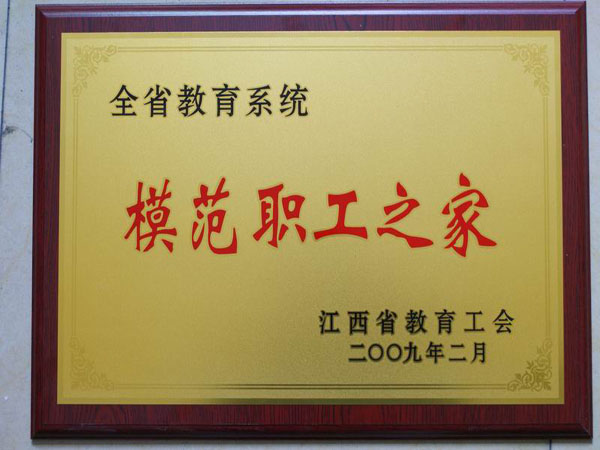 全省教育系统
模范职工之家
江西省教育工会
二〇〇九年二月